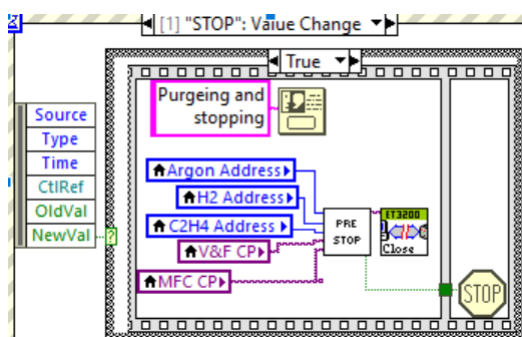 [1] "STOP": Value Change
True
Purgeing and
stopping
Source
Type
Time
CtlRef
OldVal
NewVal
?
Argon Address
H2 Address
C2H4 Address
V&F CP
MFC CP
PRE
STOP
ET3200
Close
STOP